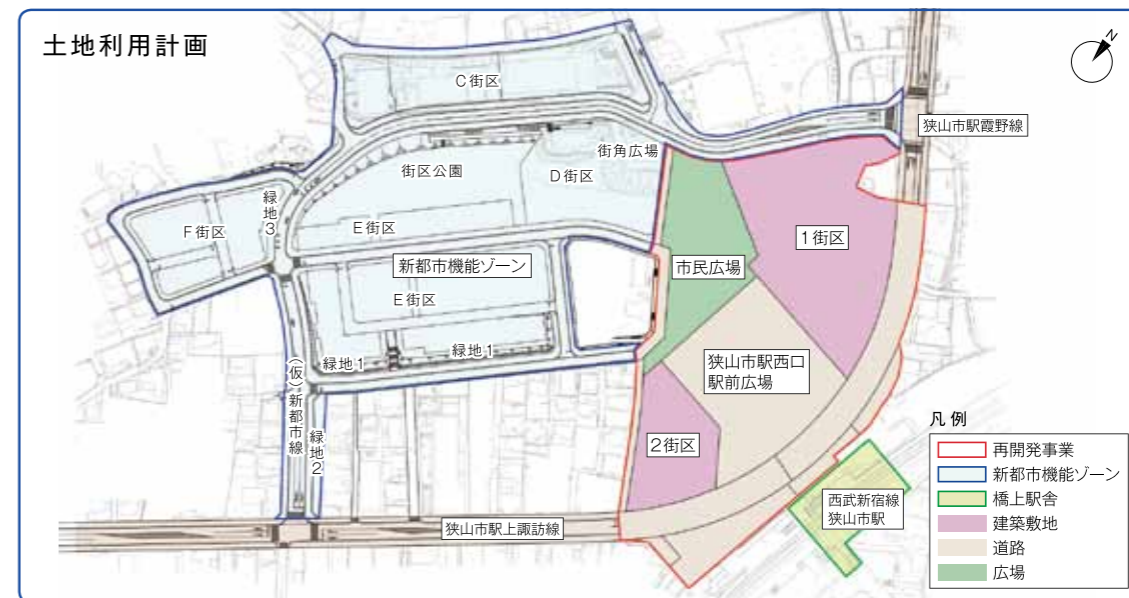 土地利用計画
N
C街区
狭山市駅霞野線
街角広場
街区公園
D街区
緑地3
F街区
E街区
1街区
新都市機能ゾーン
市民広場
E街区
緑地1
緑地1
狭山市駅西口
駅前広場
(仮)新都市線
緑地2
2街区
狭山市駅上諏訪線
西武新宿線
狭山市駅
凡例
再開発事業
新都市機能ゾーン
橋上駅舎
建築敷地
道路
広場